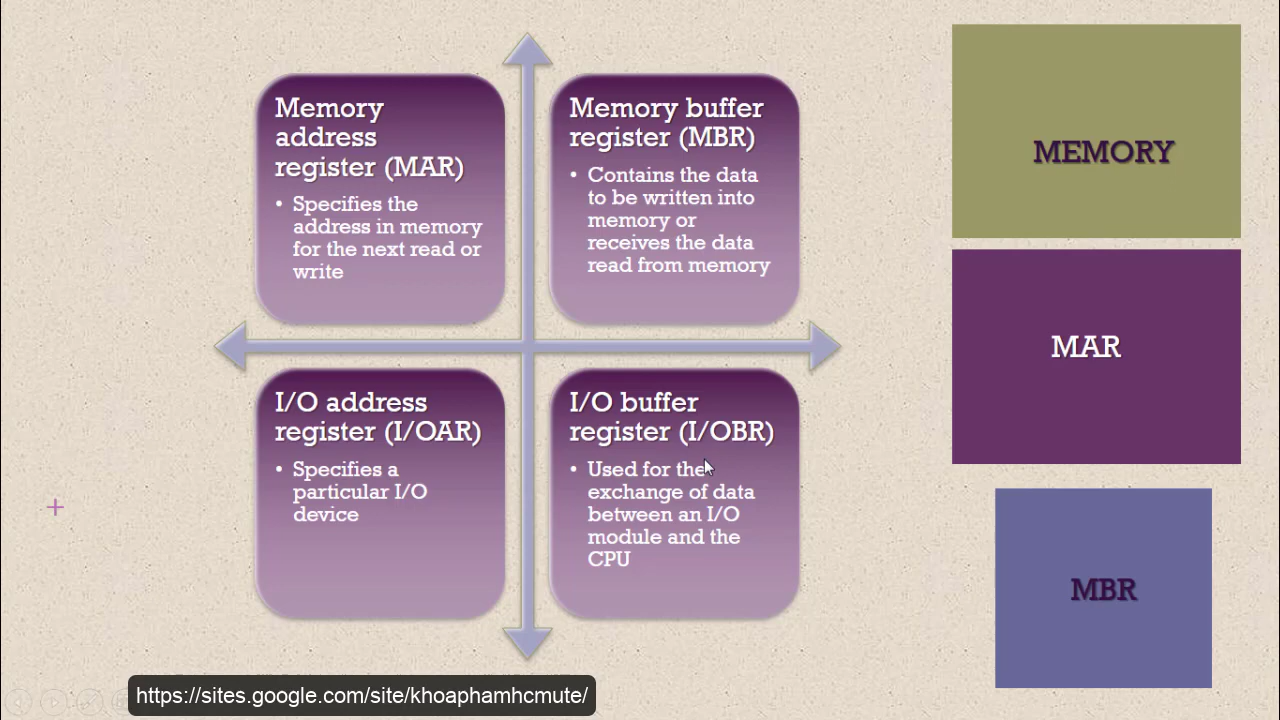 Memory
address
register (MAR)
• Specifies the
address in memory
for the next read or
write
Memory buffer
register (MBR)
• Contains the data
to be written into
memory or
receives the data
read from memory
I/O address
register (I/OAR)
• Specifies a
particular I/O
device
I/O buffer
register (I/OBR)
• Used for the
exchange of data
between an I/O
module and the
CPU
MEMORY
MAR
MBR
https://sites.google.com/site/khoaphamhcmute/